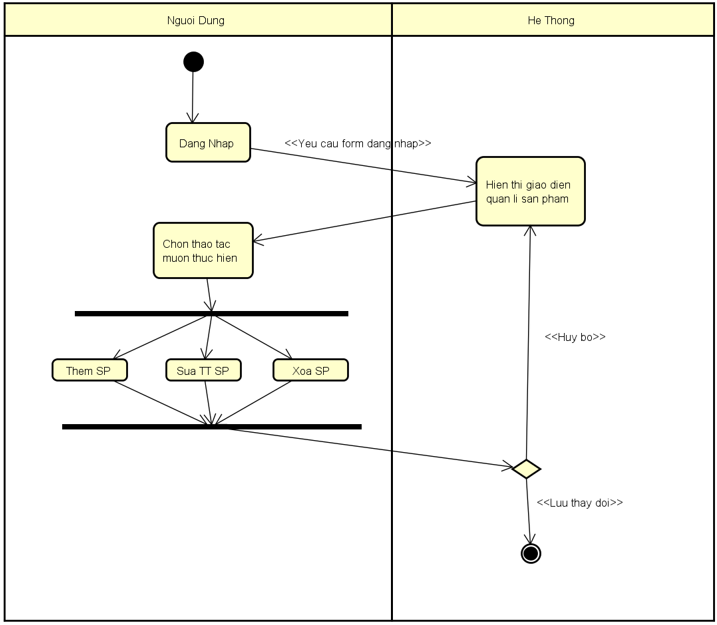 Nguoi Dung
He Thong
Dang Nhap
<<Yeu cau form dang nhap>>
Hien thi giao dien
quan li san pham
Chon thao tac
muon thuc hien
Them SP
Sua TT SP
Xoa SP
<<Huy bo>>
<<Luu thay doi>>